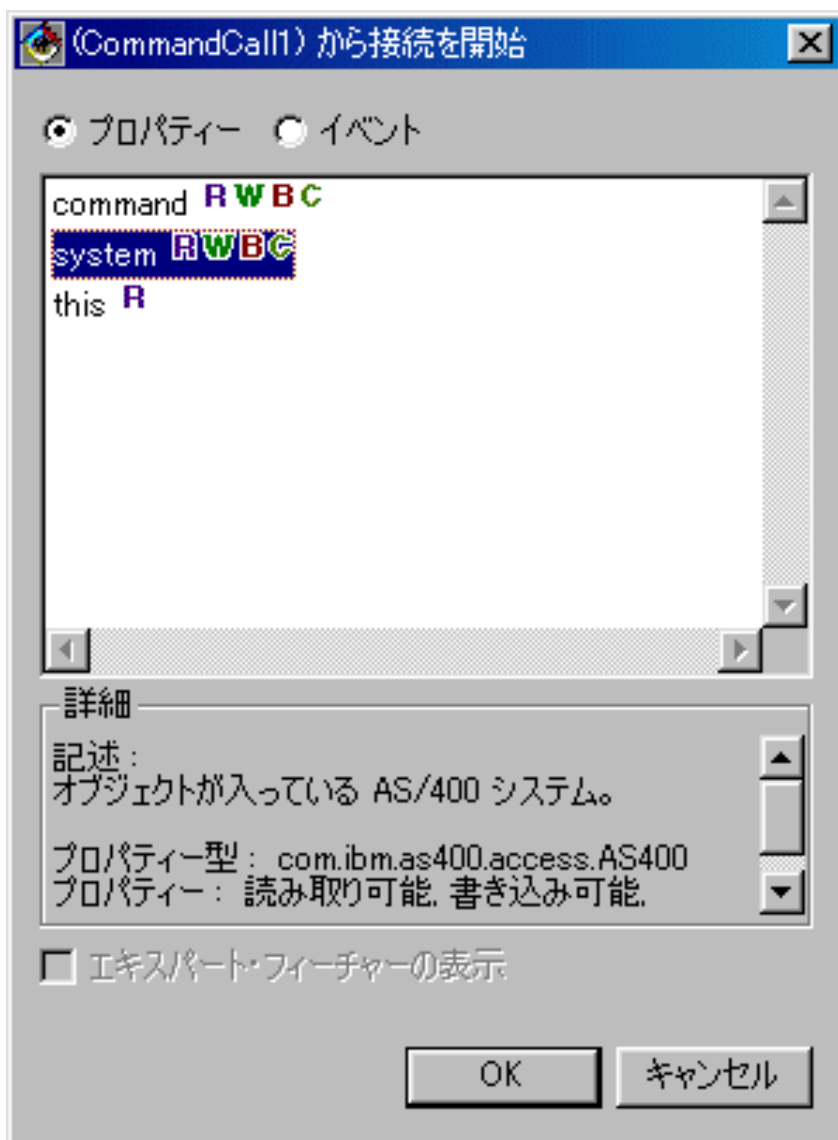 (CommandCall1) から接続を開始
プロパティー イベント
command R W B C
system R W B C
this R
詳細
記述 :
オブジェクトが入っている AS/400 システム。
プロパティー型 : com.ibm.as400.access.AS400
プロパティー : 読み取り可能, 書き込み可能,
エキスパート・フィーチャーの表示
OK キャンセル